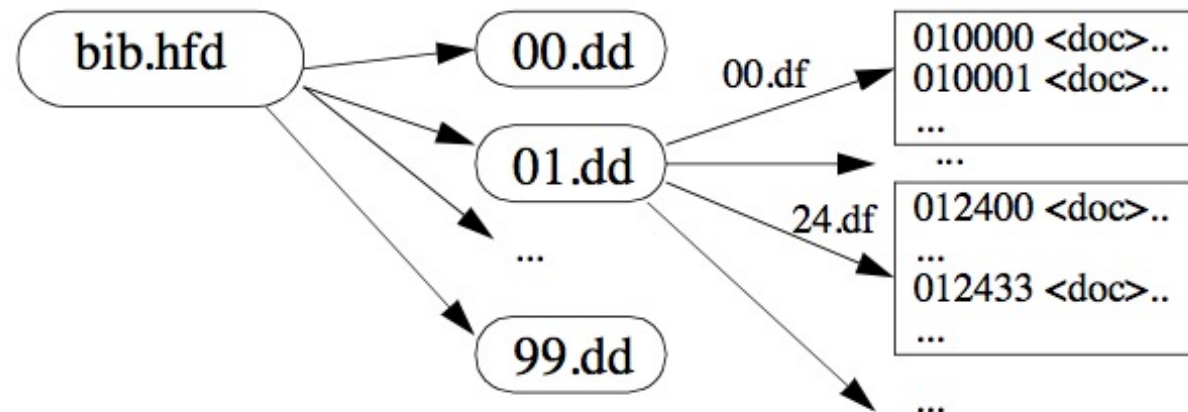 bib.hfd
00.dd
01.dd
...
99.dd
00.df
24.df
010000 <doc>..
010001 <doc>..
...
...
012400 <doc>..
...
012433 <doc>..
...
...